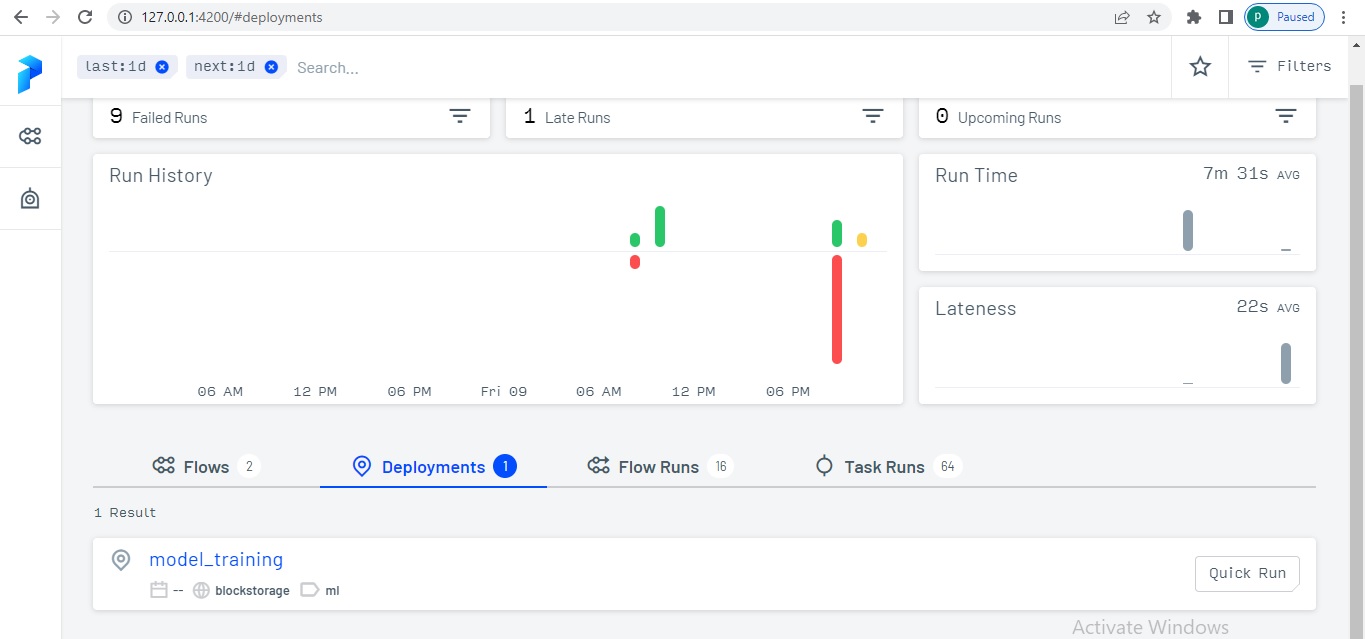 127.0.0.1:4200/#deployments
p Paused
last:1d next:1d Search...
Filters
9 Failed Runs
1 Late Runs
0 Upcoming Runs
Run History
Run Time 7m 31s AVG
Lateness 22s AVG
06 AM 12 PM 06 PM Fri 09 06 AM 12 PM 06 PM
Flows 2 Deployments 1 Flow Runs 16 Task Runs 64
1 Result
model_training
-- blockstorage ml
Quick Run
Activate Windows